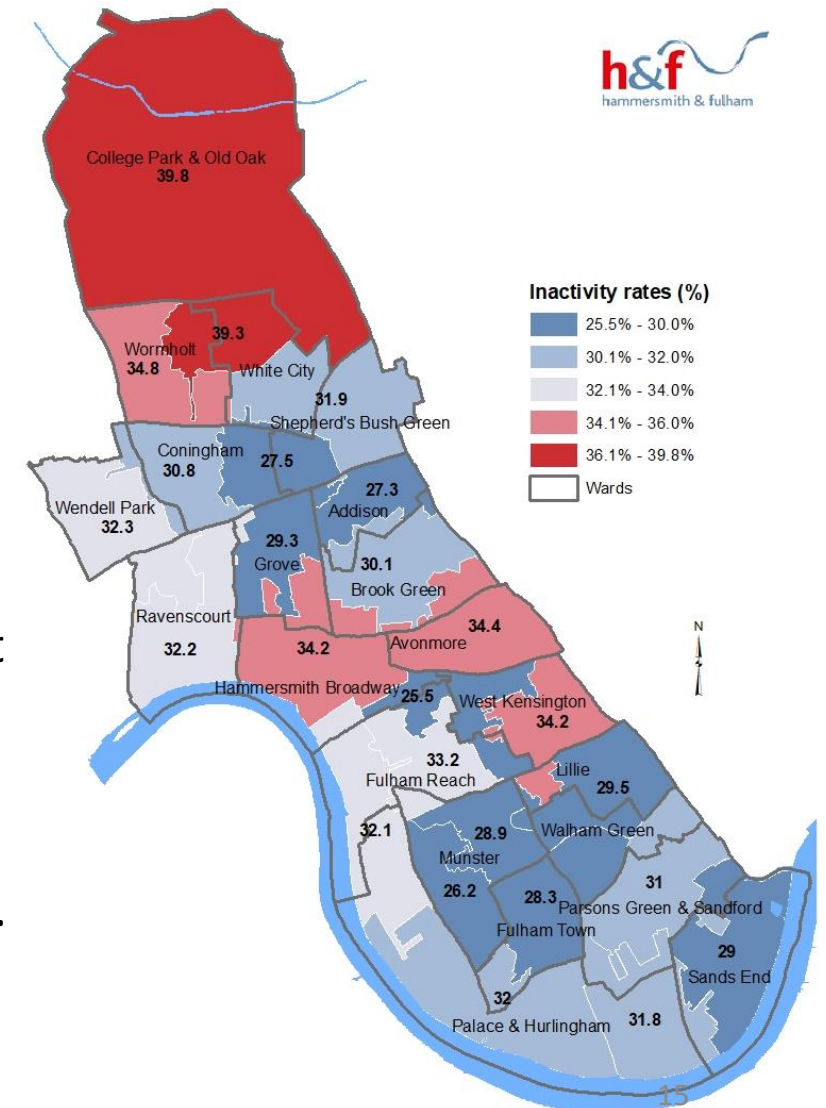 h&f
hammersmith & fulham
College Park & Old Oak
39.8
Inactivity rates (%)
25.5% - 30.0%
30.1% - 32.0%
32.1% - 34.0%
34.1% - 36.0%
36.1% - 39.8%
Wards
39.3
Wormholt
34.8
White City
31.9
Shepherd's Bush Green
Coningham
30.8
27.5
27.3
Addison
Wendell Park
32.3
29.3
Grove
30.1
Brook Green
Ravenscourt
32.2
34.4
Avonmore
34.2
Hammersmith Broadway
25.5
West Kensington
34.2
N
t
33.2
Fulham Reach
Lillie
29.5
32.1
28.9
Munster
Walham Green
26.2
28.3
Fulham Town
31
Parsons Green & Sandford
.
29
Sands End
32
Palace & Hurlingham
31.8
15